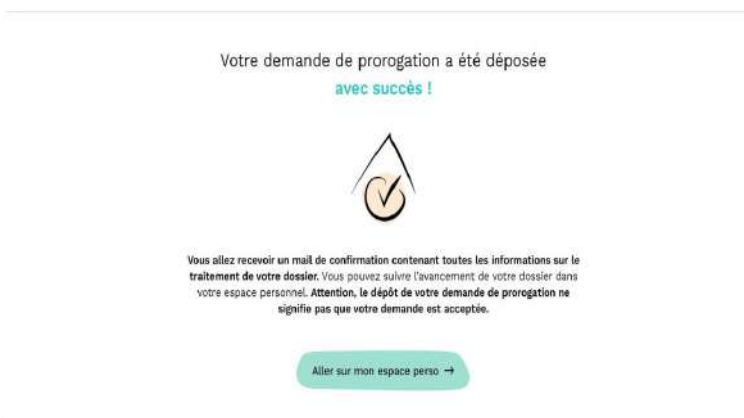 Votre demande de prorogation a été déposée
avec succès !
Vous allez recevoir un mail de confirmation contenant toutes les informations sur le
traitement de votre dossier. Vous pouvez suivre l'avancement de votre dossier dans
votre espace personnel. Attention, le dépôt de votre demande de prorogation ne
signifie pas que votre demande est acceptée.
Aller sur mon espace perso →